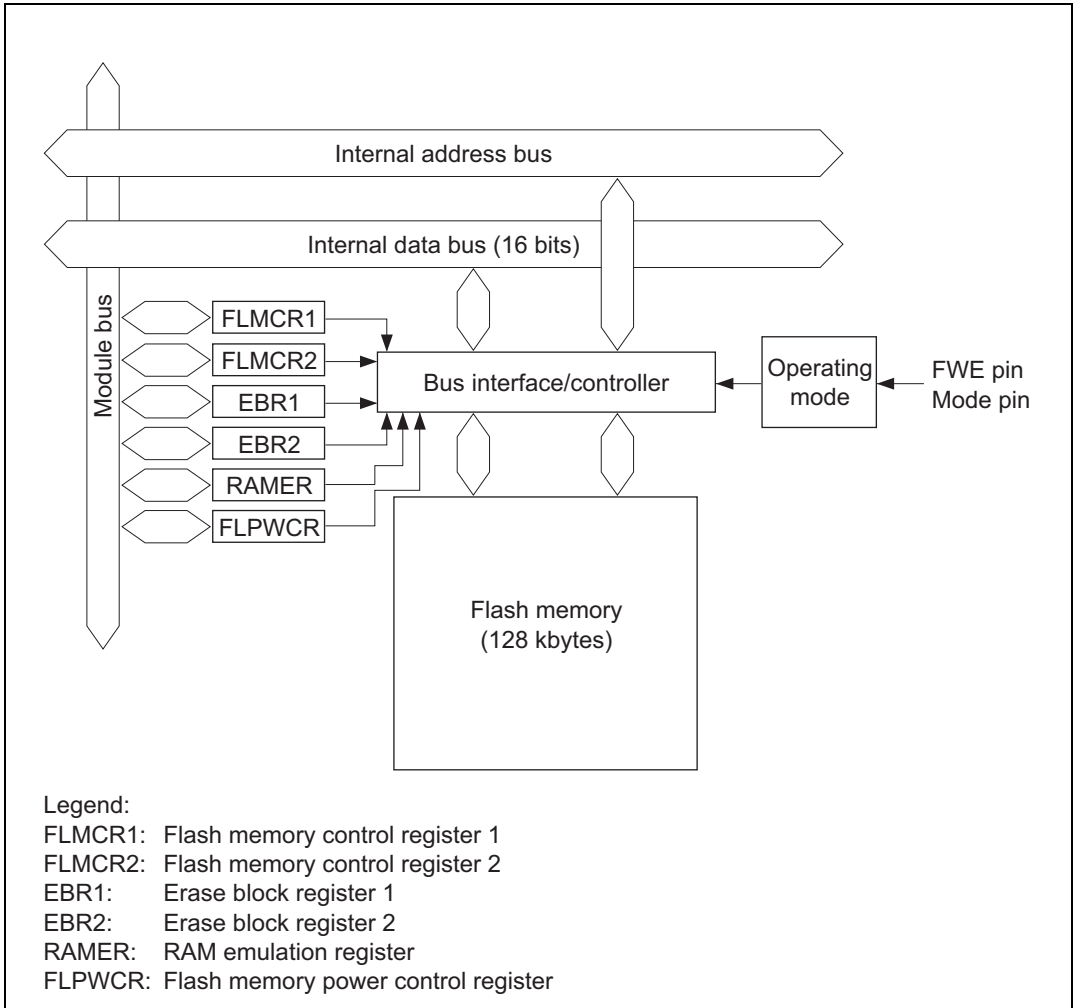 Internal address bus
Internal data bus (16 bits)
Module bus
FLMCR1
FLMCR2
EBR1
EBR2
RAMER
FLPWCR
Bus interface/controller
Operating
mode
FWE pin
Mode pin
Flash memory
(128 kbytes)
Legend:
FLMCR1: Flash memory control register 1
FLMCR2: Flash memory control register 2
EBR1: Erase block register 1
EBR2: Erase block register 2
RAMER: RAM emulation register
FLPWCR: Flash memory power control register